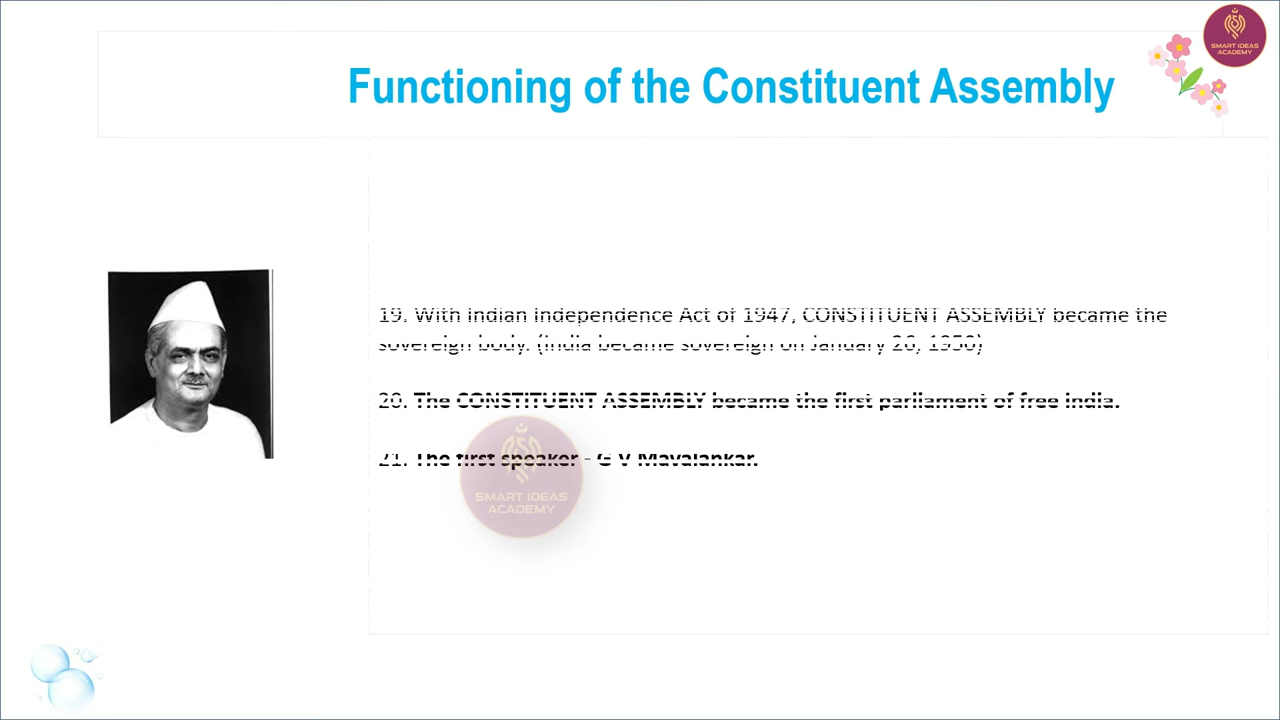 SMART IDEAS
ACADEMY
Functioning of the Constituent Assembly
19. With Indian Independence Act of 1947, CONSTITUENT ASSEMBLY became the
sovereign body. (India became sovereign on January 26, 1950)
20. The CONSTITUENT ASSEMBLY became the first parliament of free India.
21. The first speaker - G V Mavalankar.
SMART IDEAS
ACADEMY